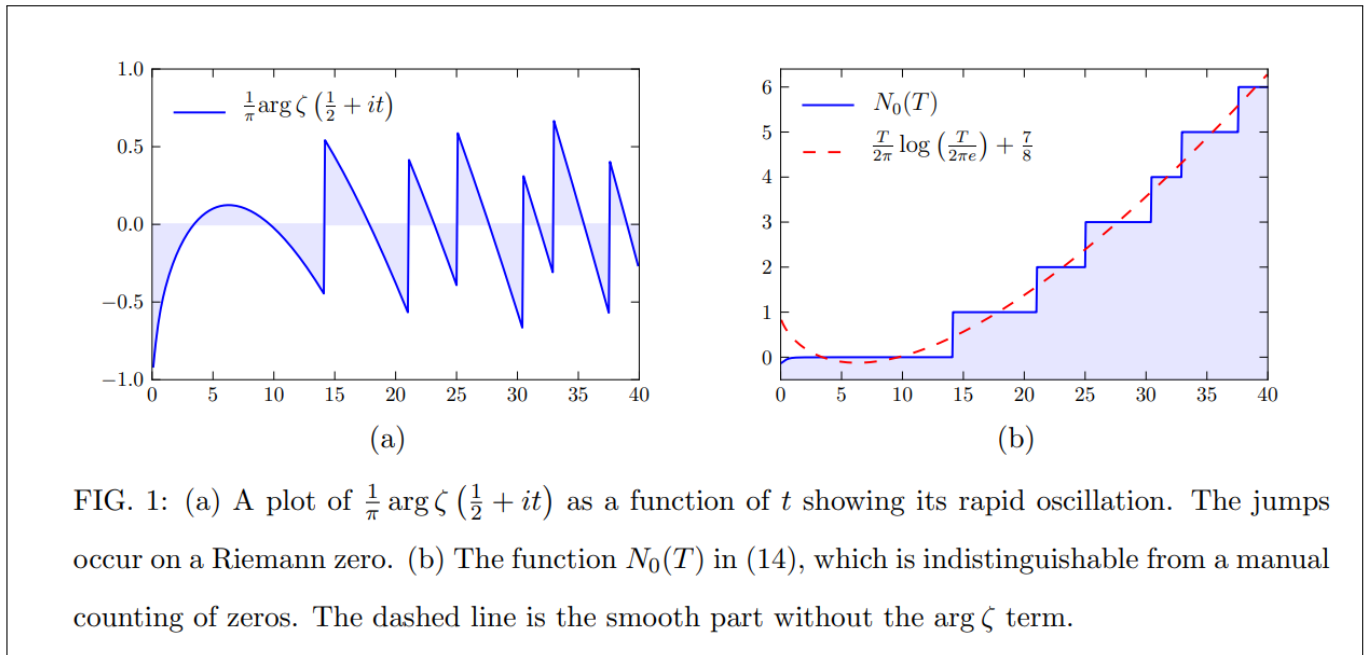 1.0
0.5
0.0
−0.5
−1.0
1/π arg ζ (1/2 + it)
0 5 10 15 20 25 30 35 40
(a)
6
5
4
3
2
1
0
N₀(T)
T/2π log (T/2πe) + 7/8
0 5 10 15 20 25 30 35 40
(b)
FIG. 1: (a) A plot of 1/π arg ζ (1/2 + it) as a function of t showing its rapid oscillation. The jumps
occur on a Riemann zero. (b) The function N₀(T) in (14), which is indistinguishable from a manual
counting of zeros. The dashed line is the smooth part without the arg ζ term.